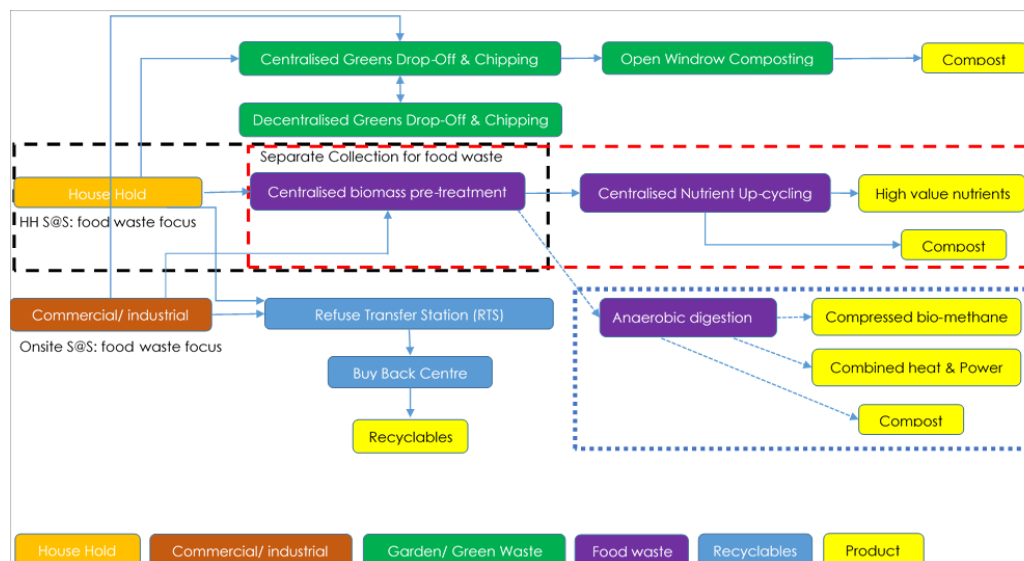 Centralised Greens Drop-Off & Chipping
Open Windrow Composting
Compost
Decentralised Greens Drop-Off & Chipping
Separate Collection for food waste
House Hold
Centralised biomass pre-treatment
Centralised Nutrient Up-cycling
High value nutrients
HH S@S: food waste focus
Compost
Commercial/ industrial
Refuse Transfer Station (RTS)
Anaerobic digestion
Compressed bio-methane
Onsite S@S: food waste focus
Buy Back Centre
Combined heat & Power
Compost
Recyclables
House Hold
Commercial/ industrial
Garden/ Green Waste
Food waste
Recyclables
Product